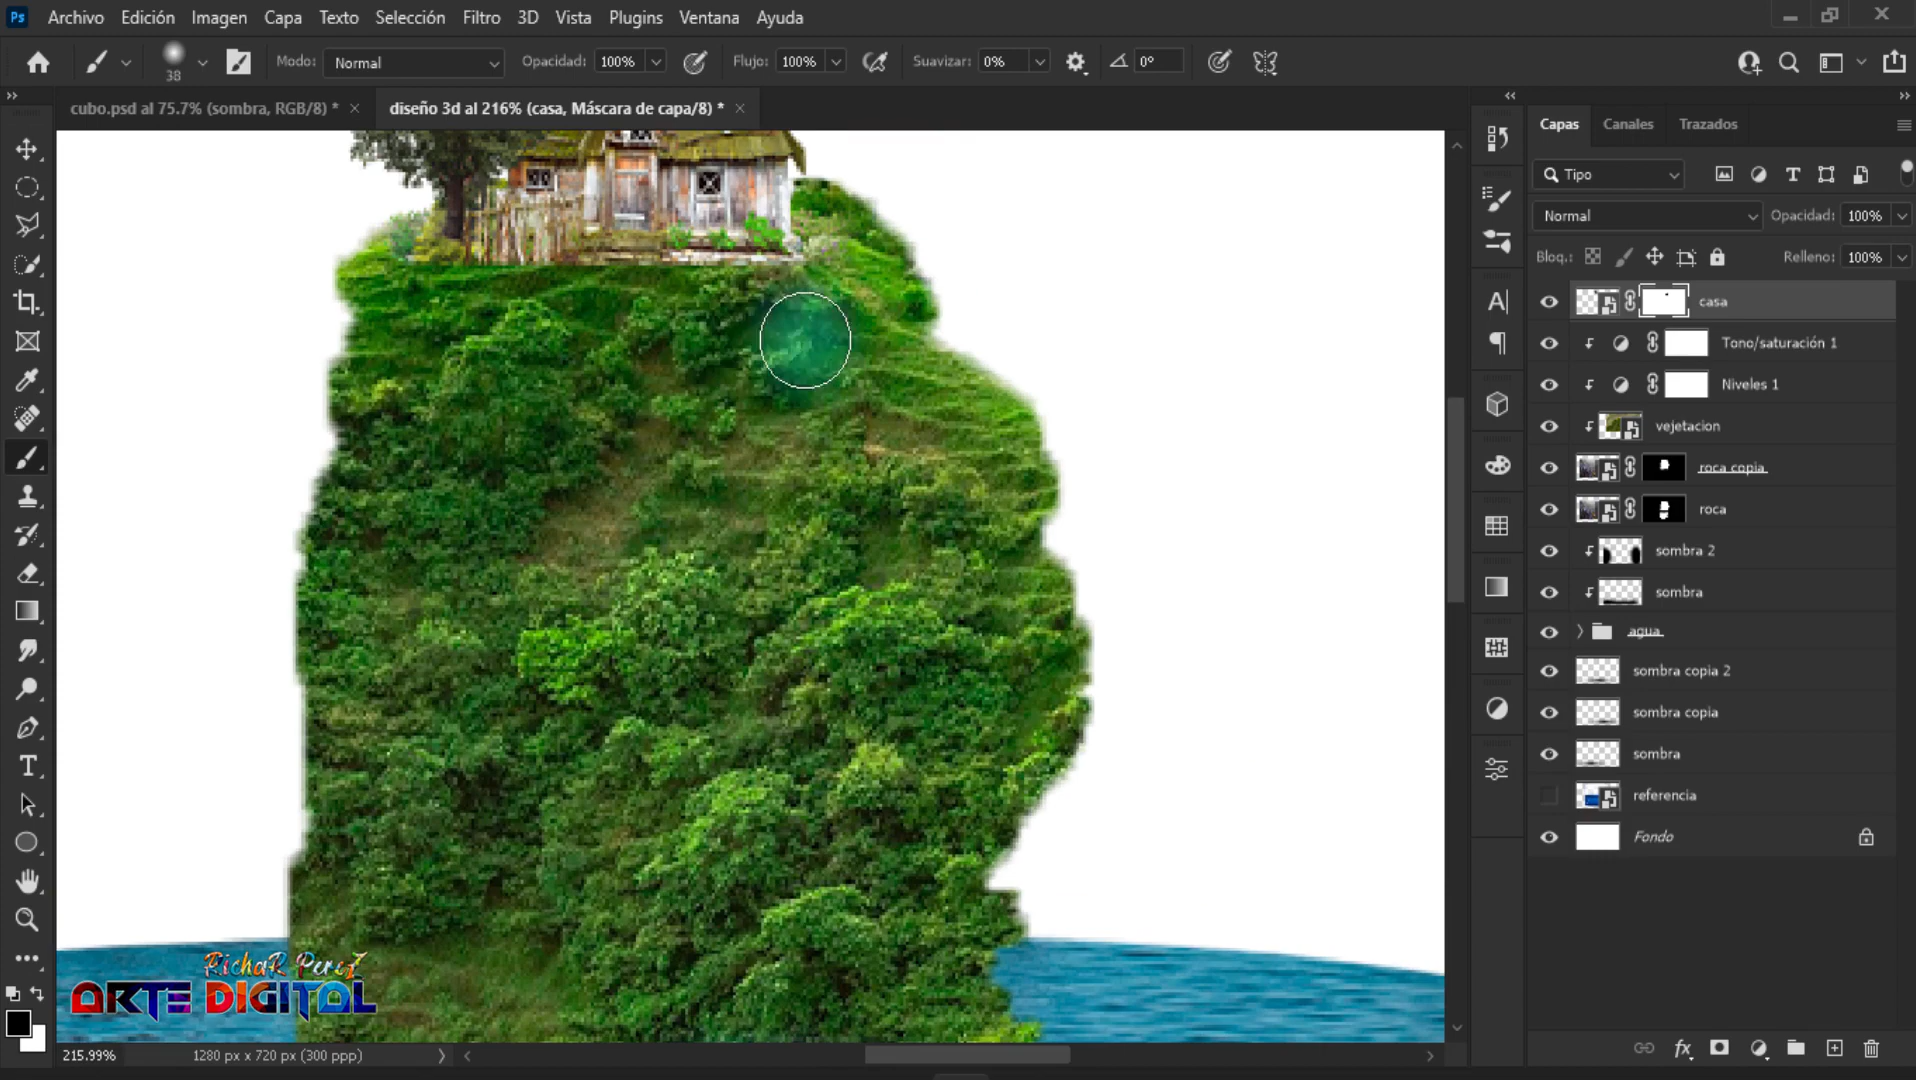 Ps Archivo Edición Imagen Capa Texto Selección Filtro 3D Vista Plugins Ventana Ayuda
38 Modo: Normal Opacidad: 100% Flujo: 100% Suavizar: 0% 0°
cubo.psd al 75.7% (sombra, RGB/8) * diseño 3d al 216% (casa, Máscara de capa/8) *
Capas Canales Trazados
Tipo
Normal Opacidad: 100%
Bloq.: Relleno: 100%
casa
Tono/saturación 1
Niveles 1
vejetacion
roca copia
roca
sombra 2
sombra
agua
sombra copia 2
sombra copia
sombra
referencia
Fondo
RichaR Perez
ARTE DIGITAL
215.99% 1280 px x 720 px (300 ppp)